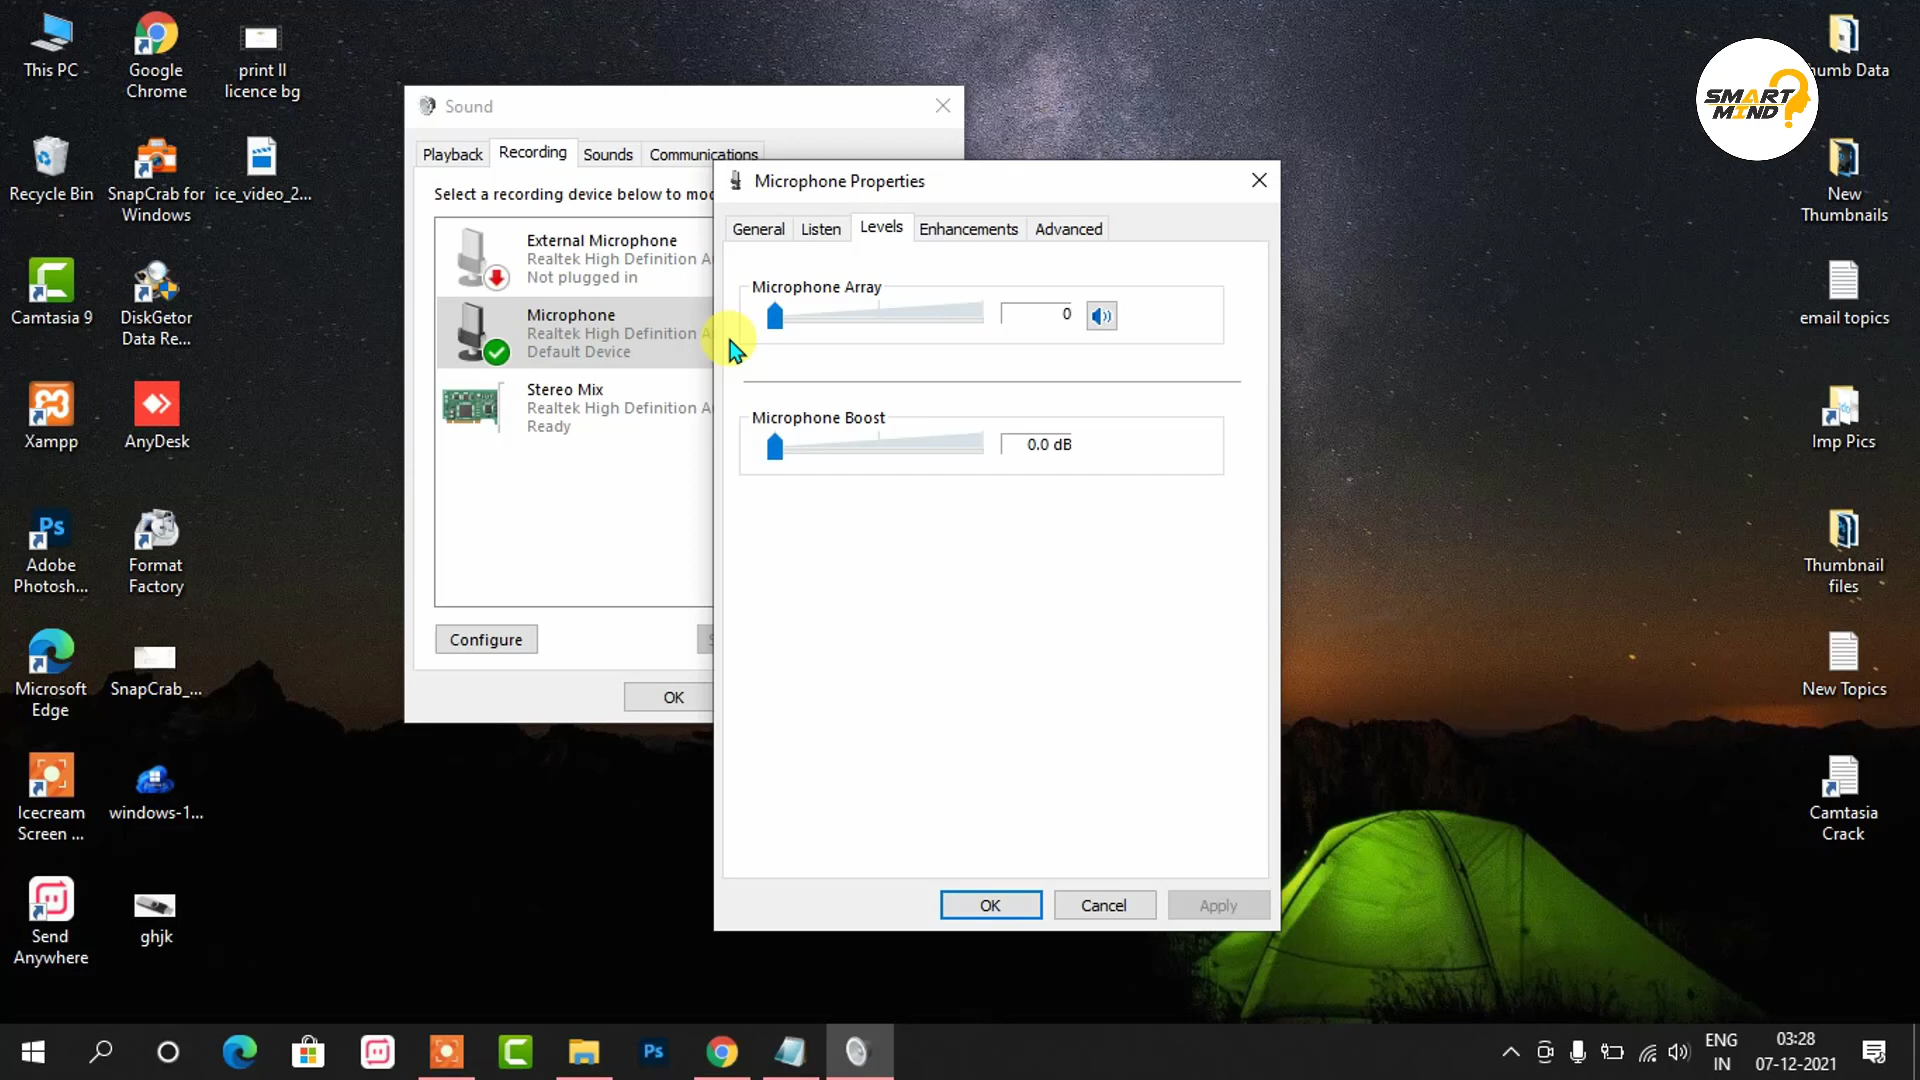 This PC
Google
Chrome
print ll
licence bg
Recycle Bin
SnapCrab for
Windows
ice_video_2...
Camtasia 9
DiskGetor
Data Re...
Xampp
AnyDesk
Ps
Adobe
Photosh...
Format
Factory
Microsoft
Edge
SnapCrab_...
Icecream
Screen ...
windows-1...
Send
Anywhere
ghjk
Sound
Playback
Recording
Sounds
Communications
Select a recording device below to mo
External Microphone
Realtek High Definition A
Not plugged in
Microphone
Realtek High Definition A
Default Device
Stereo Mix
Realtek High Definition A
Ready
Configure
OK
Microphone Properties
General
Listen
Levels
Enhancements
Advanced
Microphone Array
0
Microphone Boost
0.0 dB
OK
Cancel
Apply
SMART
MIND
humb Data
New
Thumbnails
email topics
Imp Pics
Thumbnail
files
New Topics
Camtasia
Crack
Ps
ENG
IN
03:28
07-12-2021